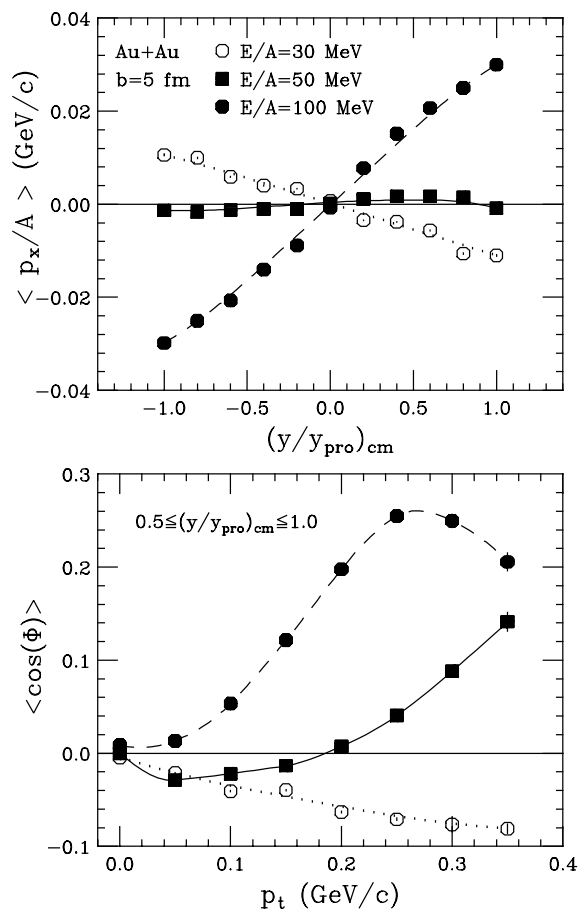 0.04
Au+Au
E/A=30 MeV
b=5 fm
E/A=50 MeV
E/A=100 MeV
0.02
0.00
−0.02
−0.04
< p_x/A > (GeV/c)
−1.0 −0.5 0.0 0.5 1.0
(y/y_pro)_cm
0.3
0.5≦(y/y_pro)_cm≦1.0
0.2
0.1
0.0
−0.1
<cos(Φ)>
0.0 0.1 0.2 0.3 0.4
p_t (GeV/c)